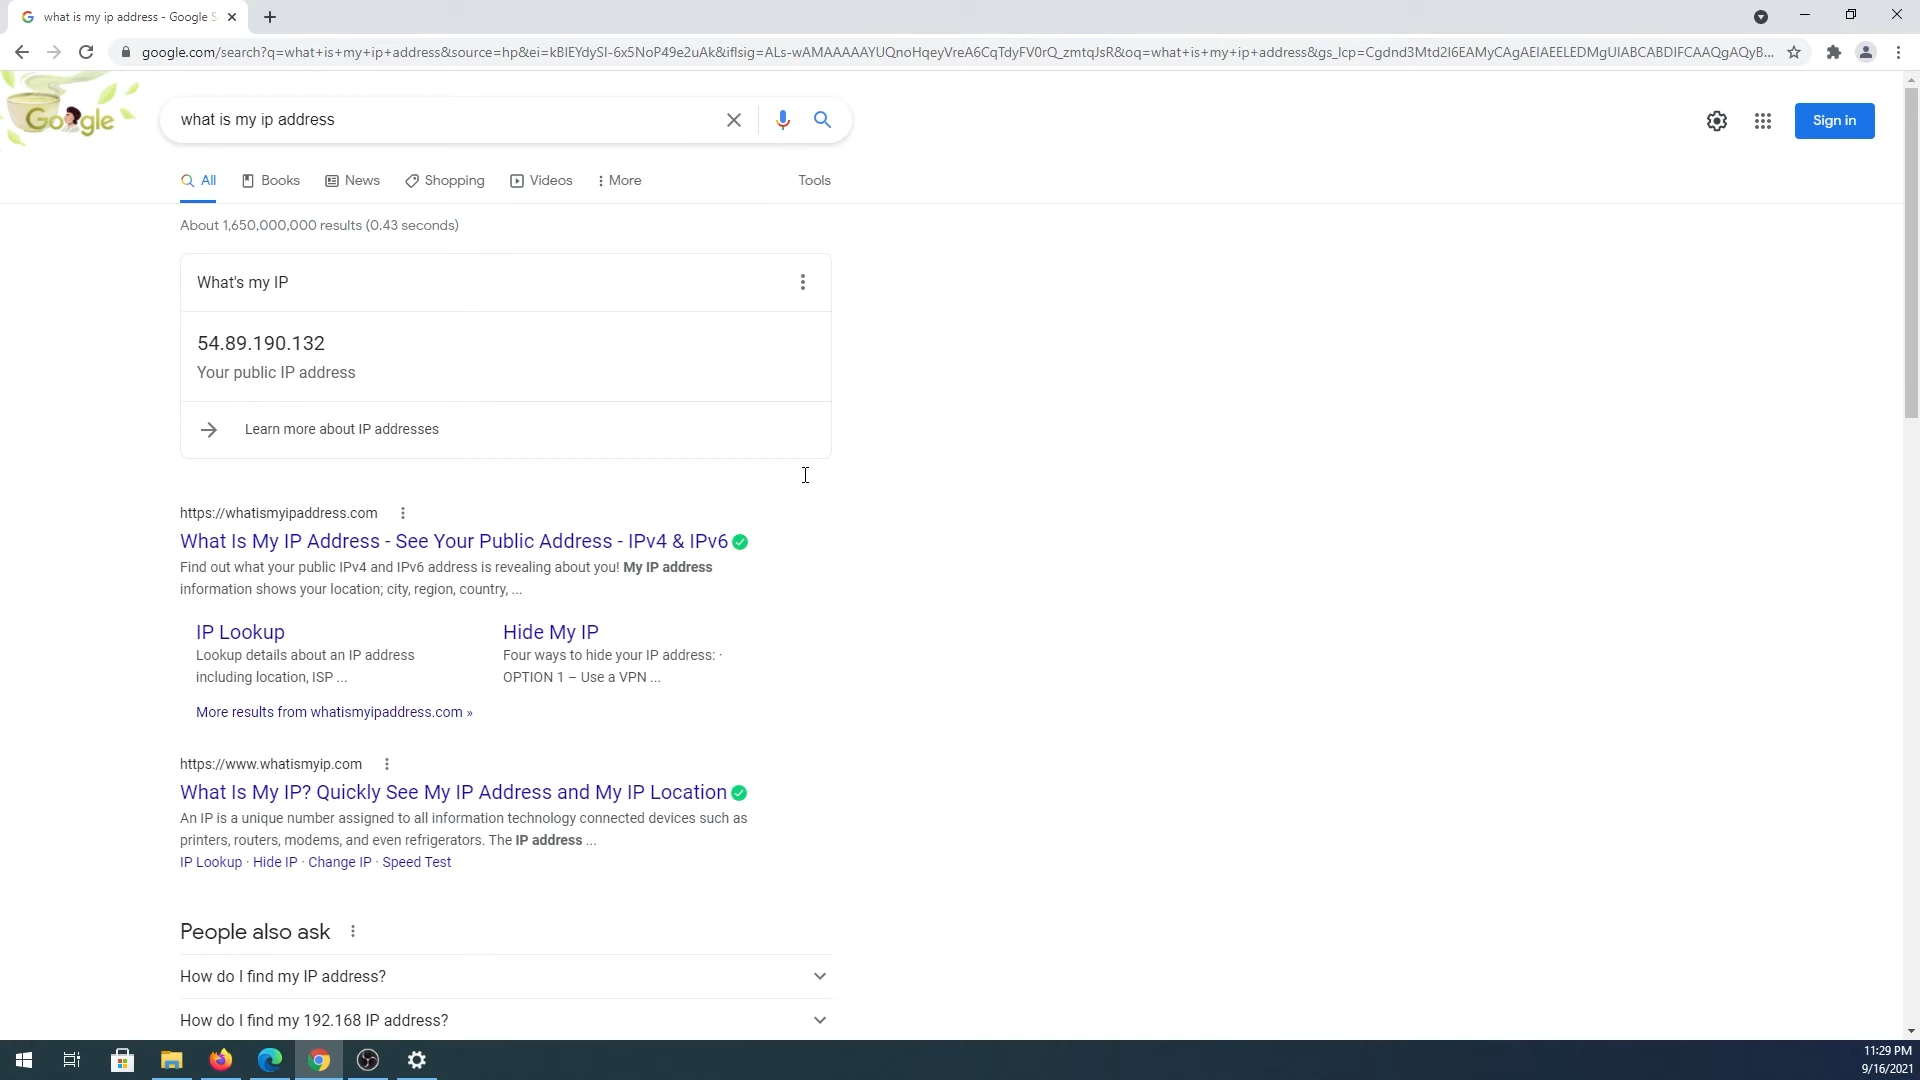 what is my ip address - Google S
google.com/search?q=what+is+my+ip+address&source=hp&ei=kBIEYdySI-6x5NoP49e2uAk&iflsig=ALs-wAMAAAAAYUQnoHqeyVreA6CqTdyFV0rQ_zmtqJsR&oq=what+is+my+ip+address&gs_lcp=Cgdnd3Mtd2l6EAMyCAgAEIAEELEDMgUIABCABDIFCAAQgAQyB...
Google
what is my ip address
Sign in
All Books News Shopping Videos More Tools
About 1,650,000,000 results (0.43 seconds)
What's my IP
54.89.190.132
Your public IP address
Learn more about IP addresses
https://whatismyipaddress.com
What Is My IP Address - See Your Public Address - IPv4 & IPv6
Find out what your public IPv4 and IPv6 address is revealing about you! My IP address
information shows your location; city, region, country, ...
IP Lookup
Lookup details about an IP address
including location, ISP ...
Hide My IP
Four ways to hide your IP address: ·
OPTION 1 – Use a VPN ...
More results from whatismyipaddress.com »
https://www.whatismyip.com
What Is My IP? Quickly See My IP Address and My IP Location
An IP is a unique number assigned to all information technology connected devices such as
printers, routers, modems, and even refrigerators. The IP address ...
IP Lookup · Hide IP · Change IP · Speed Test
People also ask
How do I find my IP address?
How do I find my 192.168 IP address?
11:29 PM
9/16/2021